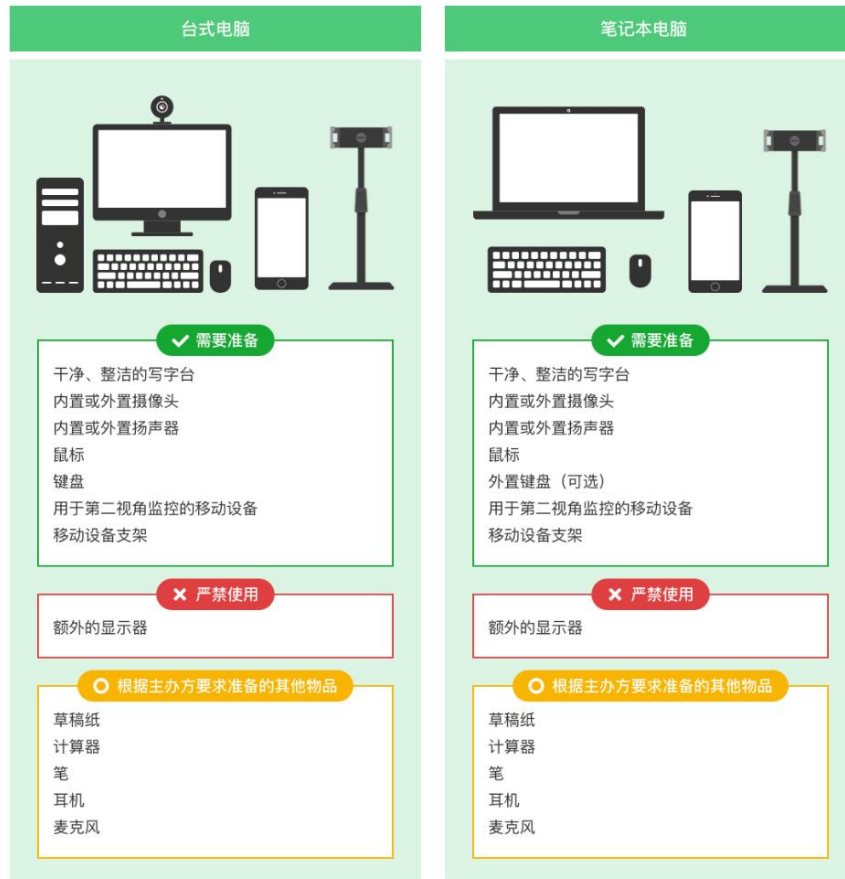 台式电脑
需要准备
干净、整洁的写字台
内置或外置摄像头
内置或外置扬声器
鼠标
键盘
用于第二视角监控的移动设备
移动设备支架
严禁使用
额外的显示器
根据主办方要求准备的其他物品
草稿纸
计算器
笔
耳机
麦克风
笔记本电脑
需要准备
干净、整洁的写字台
内置或外置摄像头
内置或外置扬声器
鼠标
外置键盘（可选）
用于第二视角监控的移动设备
移动设备支架
严禁使用
额外的显示器
根据主办方要求准备的其他物品
草稿纸
计算器
笔
耳机
麦克风